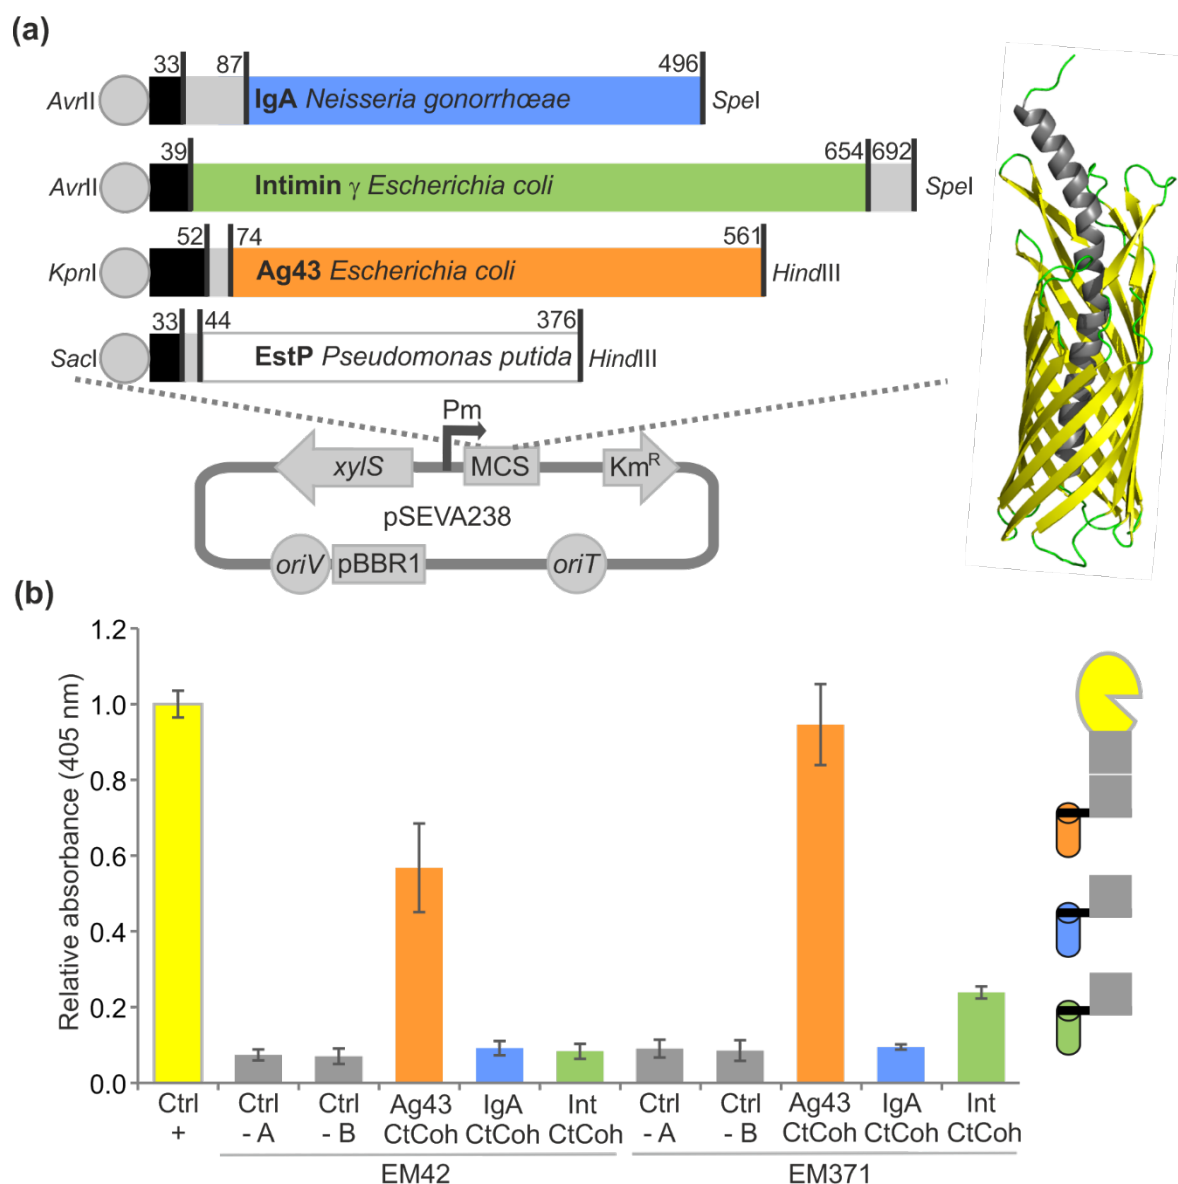 (a)
33 87 496
AvrII IgA Neisseria gonorrhœae SpeI
39 654 692
AvrII Intimin γ Escherichia coli SpeI
52 74 561
KpnI Ag43 Escherichia coli HindIII
33 44 376
SacI EstP Pseudomonas putida HindIII
Pm
xylS MCS KmR
pSEVA238
oriV pBBR1 oriT
(b)
Relative absorbance (405 nm)
1.2
1.0
0.8
0.6
0.4
0.2
0.0
Ctrl Ctrl Ctrl Ag43 IgA Int Ctrl Ctrl Ag43 IgA Int
+ - A - B CtCoh CtCoh CtCoh - A - B CtCoh CtCoh CtCoh
EM42 EM371